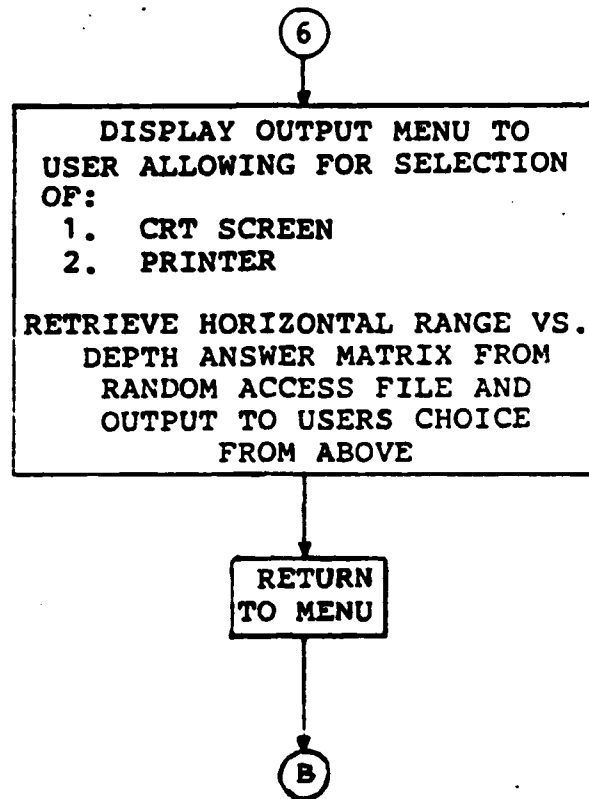 6
DISPLAY OUTPUT MENU TO
USER ALLOWING FOR SELECTION
OF:
1. CRT SCREEN
2. PRINTER
RETRIEVE HORIZONTAL RANGE VS.
DEPTH ANSWER MATRIX FROM
RANDOM ACCESS FILE AND
OUTPUT TO USERS CHOICE
FROM ABOVE
RETURN
TO MENU
B